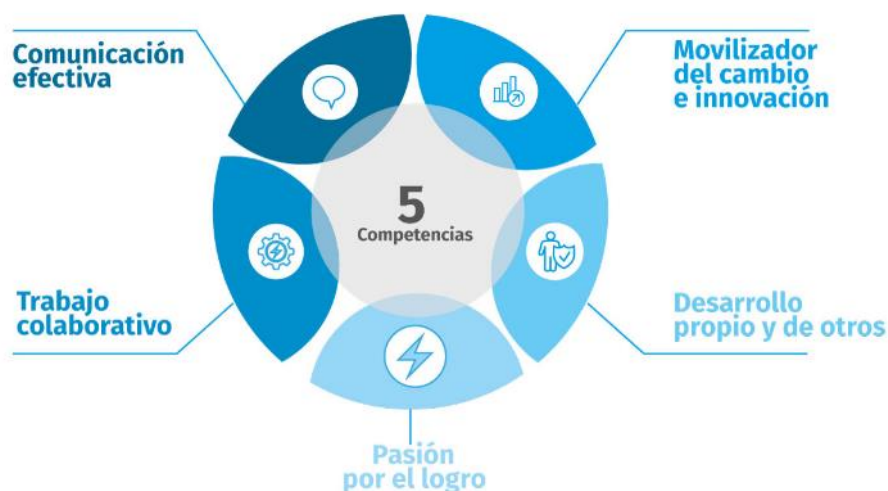 Comunicación
efectiva
Movilizador
del cambio
e innovación
5
Competencias
Trabajo
colaborativo
Desarrollo
propio y de otros
Pasión
por el logro